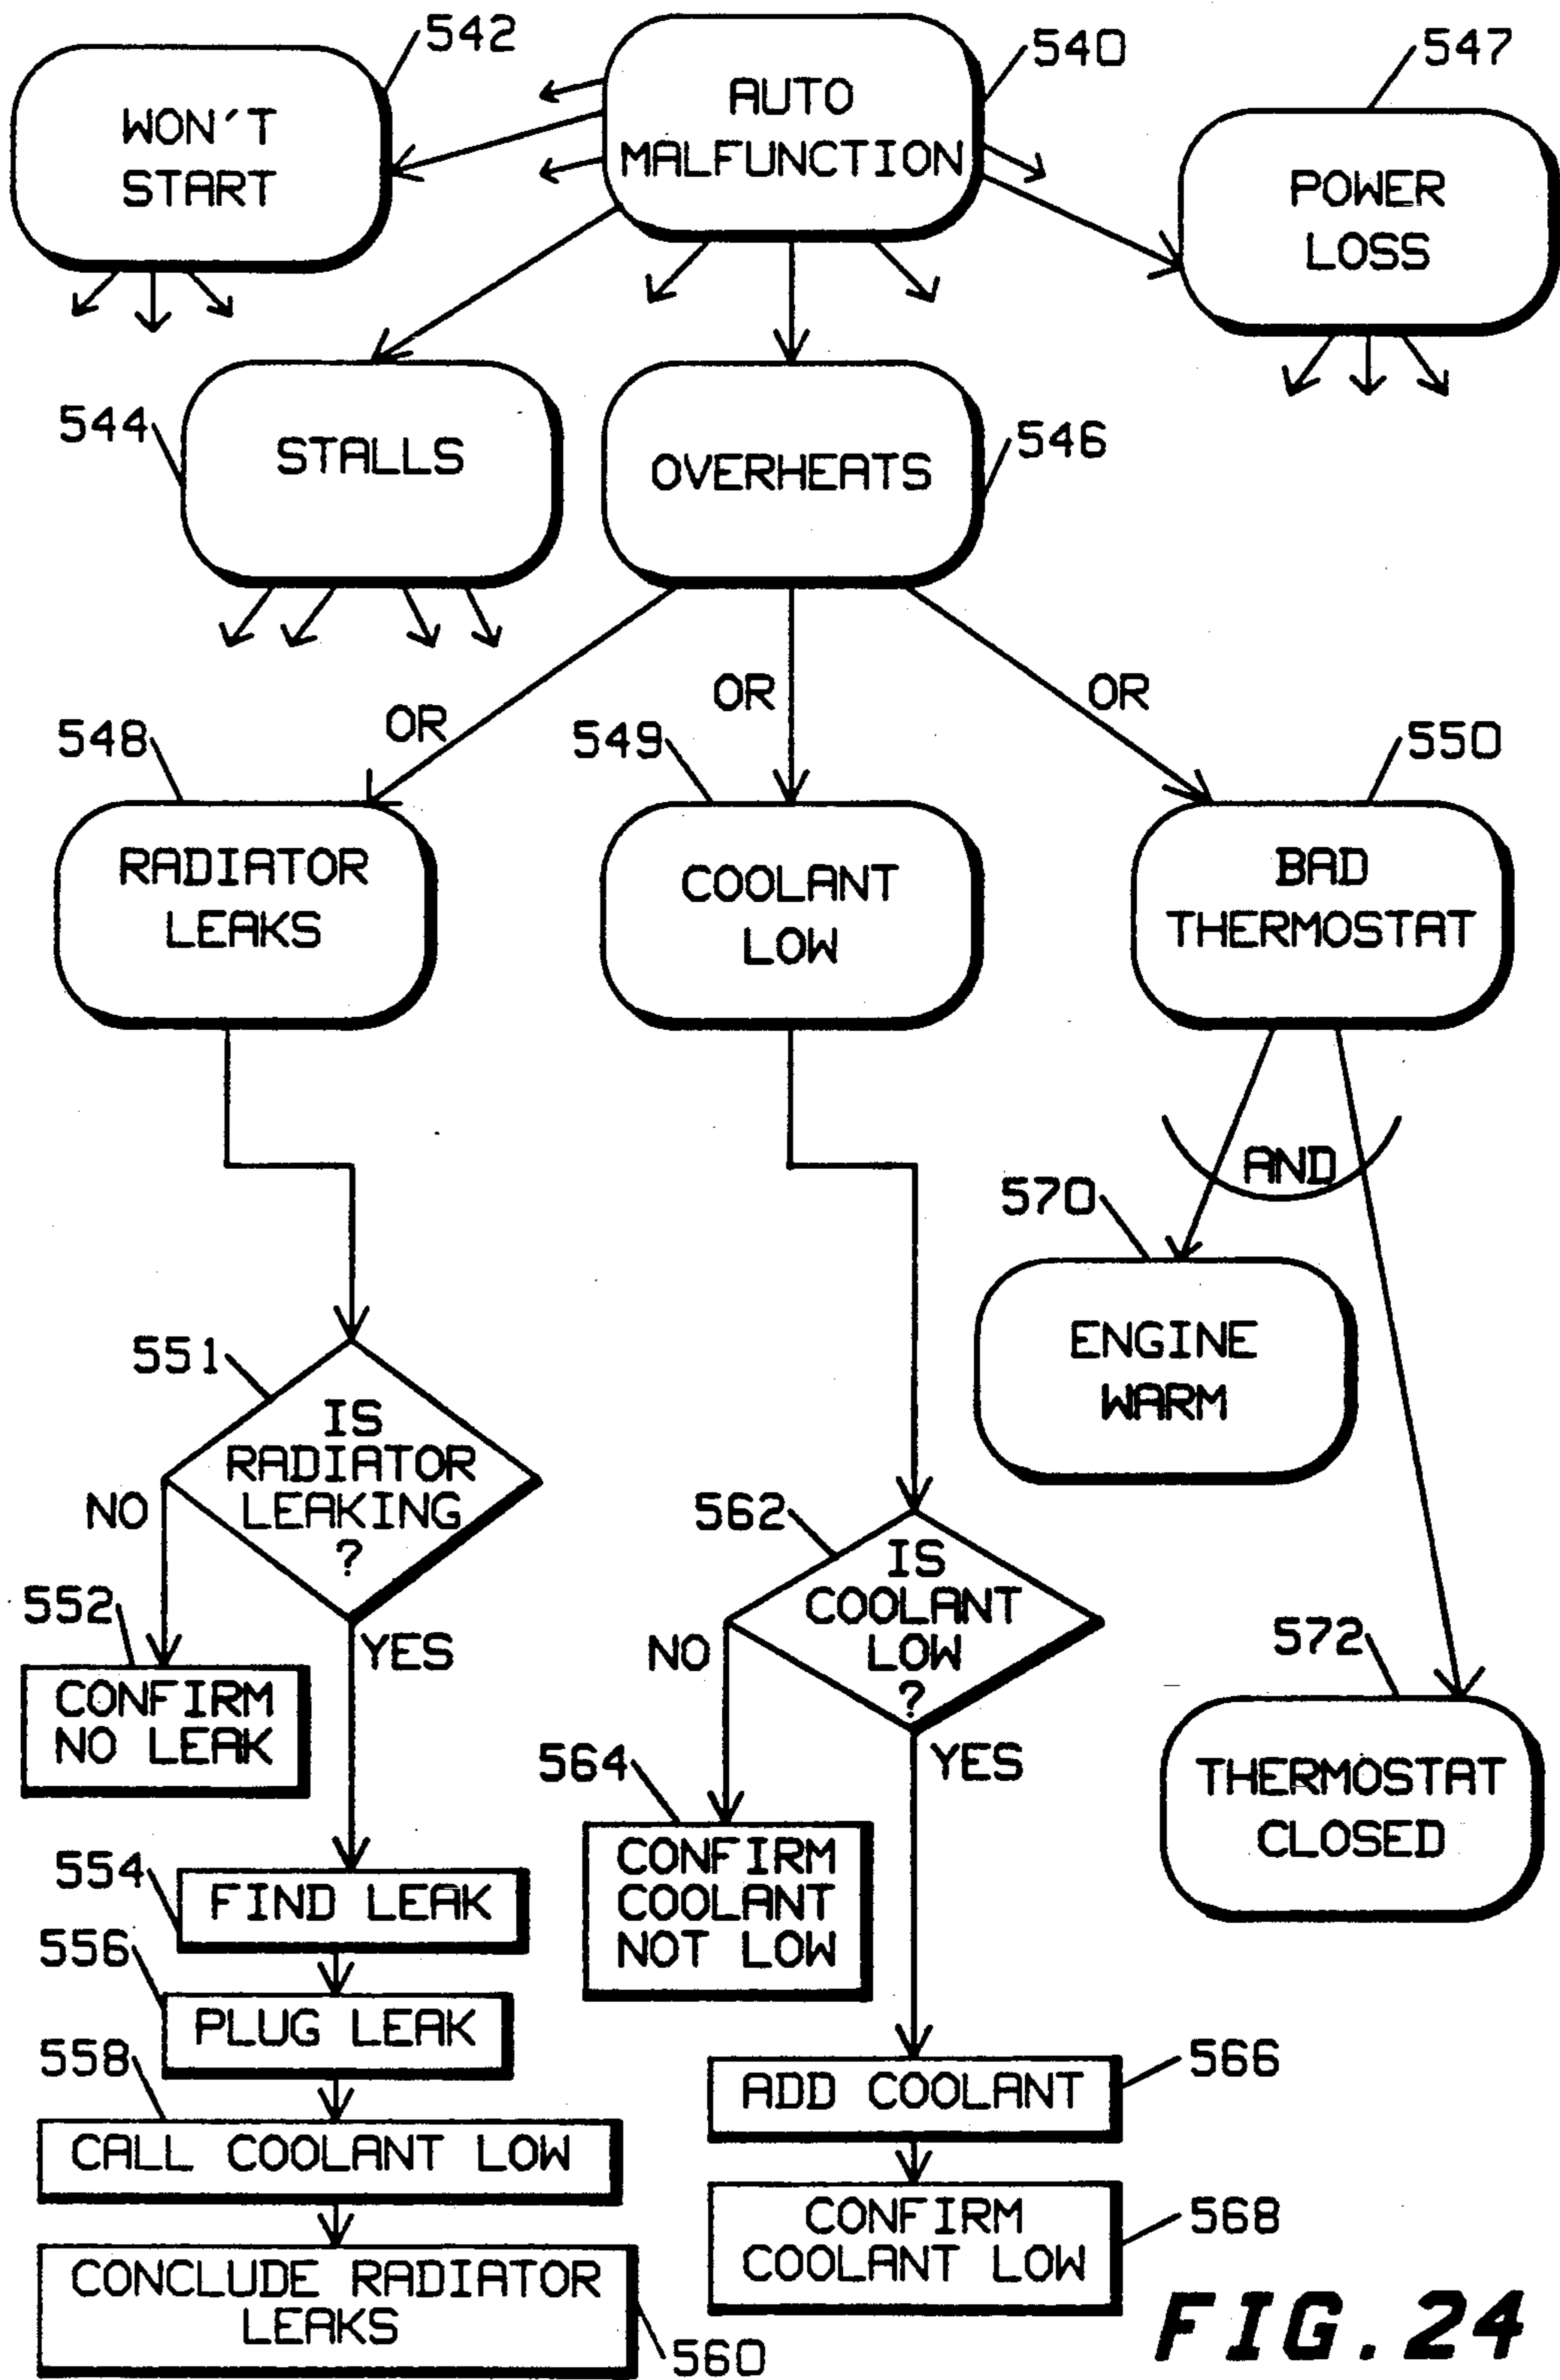 542
540
547
WON'T
START
AUTO
MALFUNCTION
POWER
LOSS
544
STALLS
OVERHEATS
546
OR
OR
OR
548
549
550
RADIATOR
LEAKS
COOLANT
LOW
BAD
THERMOSTAT
AND
570
ENGINE
WARM
551
IS
RADIATOR
LEAKING
?
NO
YES
552
CONFIRM
NO LEAK
562
IS
COOLANT
LOW
?
NO
YES
572
THERMOSTAT
CLOSED
564
CONFIRM
COOLANT
NOT LOW
554
FIND LEAK
556
PLUG LEAK
558
CALL COOLANT LOW
CONCLUDE RADIATOR
LEAKS
560
ADD COOLANT
566
CONFIRM
COOLANT LOW
568
FIG.24